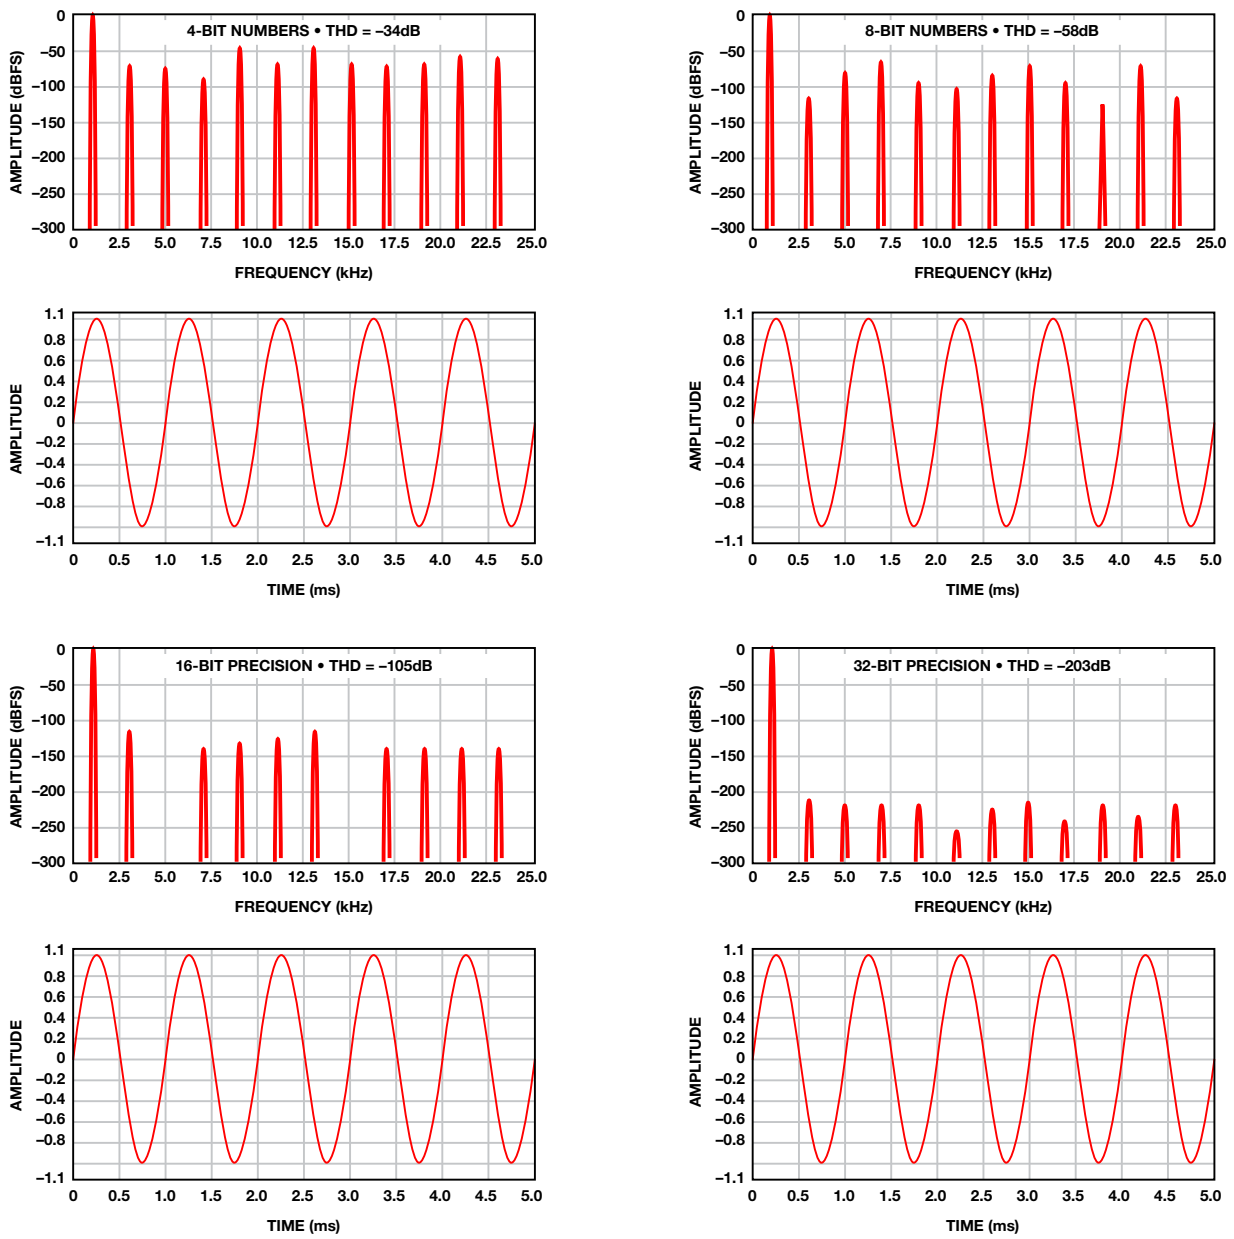 4-BIT NUMBERS • THD = –34dB
AMPLITUDE (dBFS)
0
–50
–100
–150
–200
–250
–300
0 2.5 5.0 7.5 10.0 12.5 15.0 17.5 20.0 22.5 25.0
FREQUENCY (kHz)
8-BIT NUMBERS • THD = –58dB
AMPLITUDE (dBFS)
0
–50
–100
–150
–200
–250
–300
0 2.5 5.0 7.5 10.0 12.5 15.5 17.5 20.0 22.5 25.0
FREQUENCY (kHz)
AMPLITUDE
1.1
0.8
0.6
0.4
0.2
0
–0.2
–0.4
–0.6
–0.8
–1.1
0 0.5 1.0 1.5 2.0 2.5 3.0 3.5 4.0 4.5 5.0
TIME (ms)
AMPLITUDE
1.1
0.8
0.6
0.4
0.2
0
–0.2
–0.4
–0.6
–0.8
–1.1
0 0.5 1.0 1.5 2.0 2.5 3.0 3.5 4.0 4.5 5.0
TIME (ms)
16-BIT PRECISION • THD = –105dB
AMPLITUDE (dBFS)
0
–50
–100
–150
–200
–250
–300
0 2.5 5.0 7.5 10.0 12.5 15.0 17.5 20.0 22.5 25.0
FREQUENCY (kHz)
32-BIT PRECISION • THD = –203dB
AMPLITUDE (dBFS)
0
–50
–100
–150
–200
–250
–300
0 2.5 5.0 7.5 10.0 12.5 15.0 17.5 20.0 22.5 25.0
FREQUENCY (kHz)
AMPLITUDE
1.1
0.8
0.6
0.4
0.2
0
–0.2
–0.4
–0.6
–0.8
–1.1
0 0.5 1.0 1.5 2.0 2.5 3.0 3.5 4.0 4.5 5.0
TIME (ms)
AMPLITUDE
1.1
0.8
0.6
0.4
0.2
0
–0.2
–0.4
–0.6
–0.8
–1.1
0 0.5 1.0 1.5 2.0 2.5 3.0 3.5 4.0 4.5 5.0
TIME (ms)